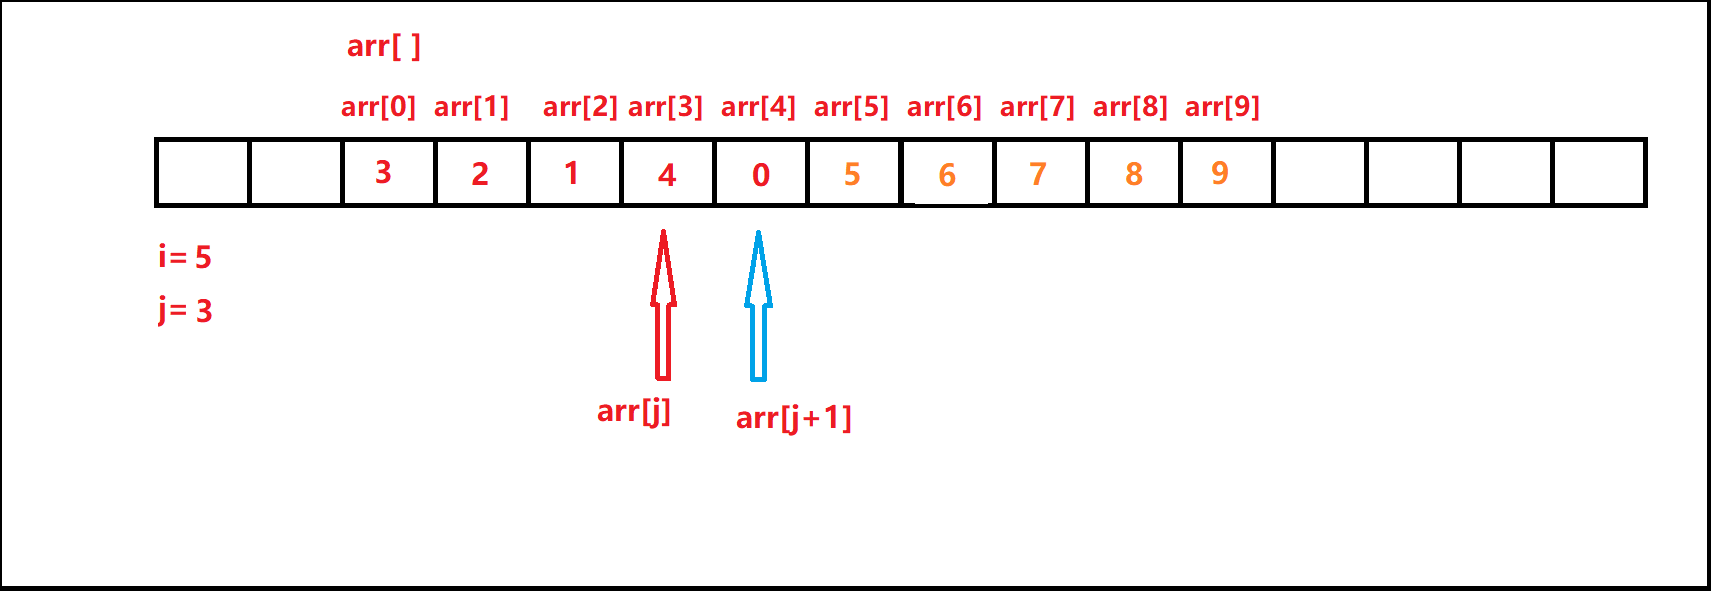 arr[ ]
arr[0] arr[1] arr[2] arr[3] arr[4] arr[5] arr[6] arr[7] arr[8] arr[9]
3 2 1 4 0 5 6 7 8 9
i= 5
j= 3
arr[j] arr[j+1]